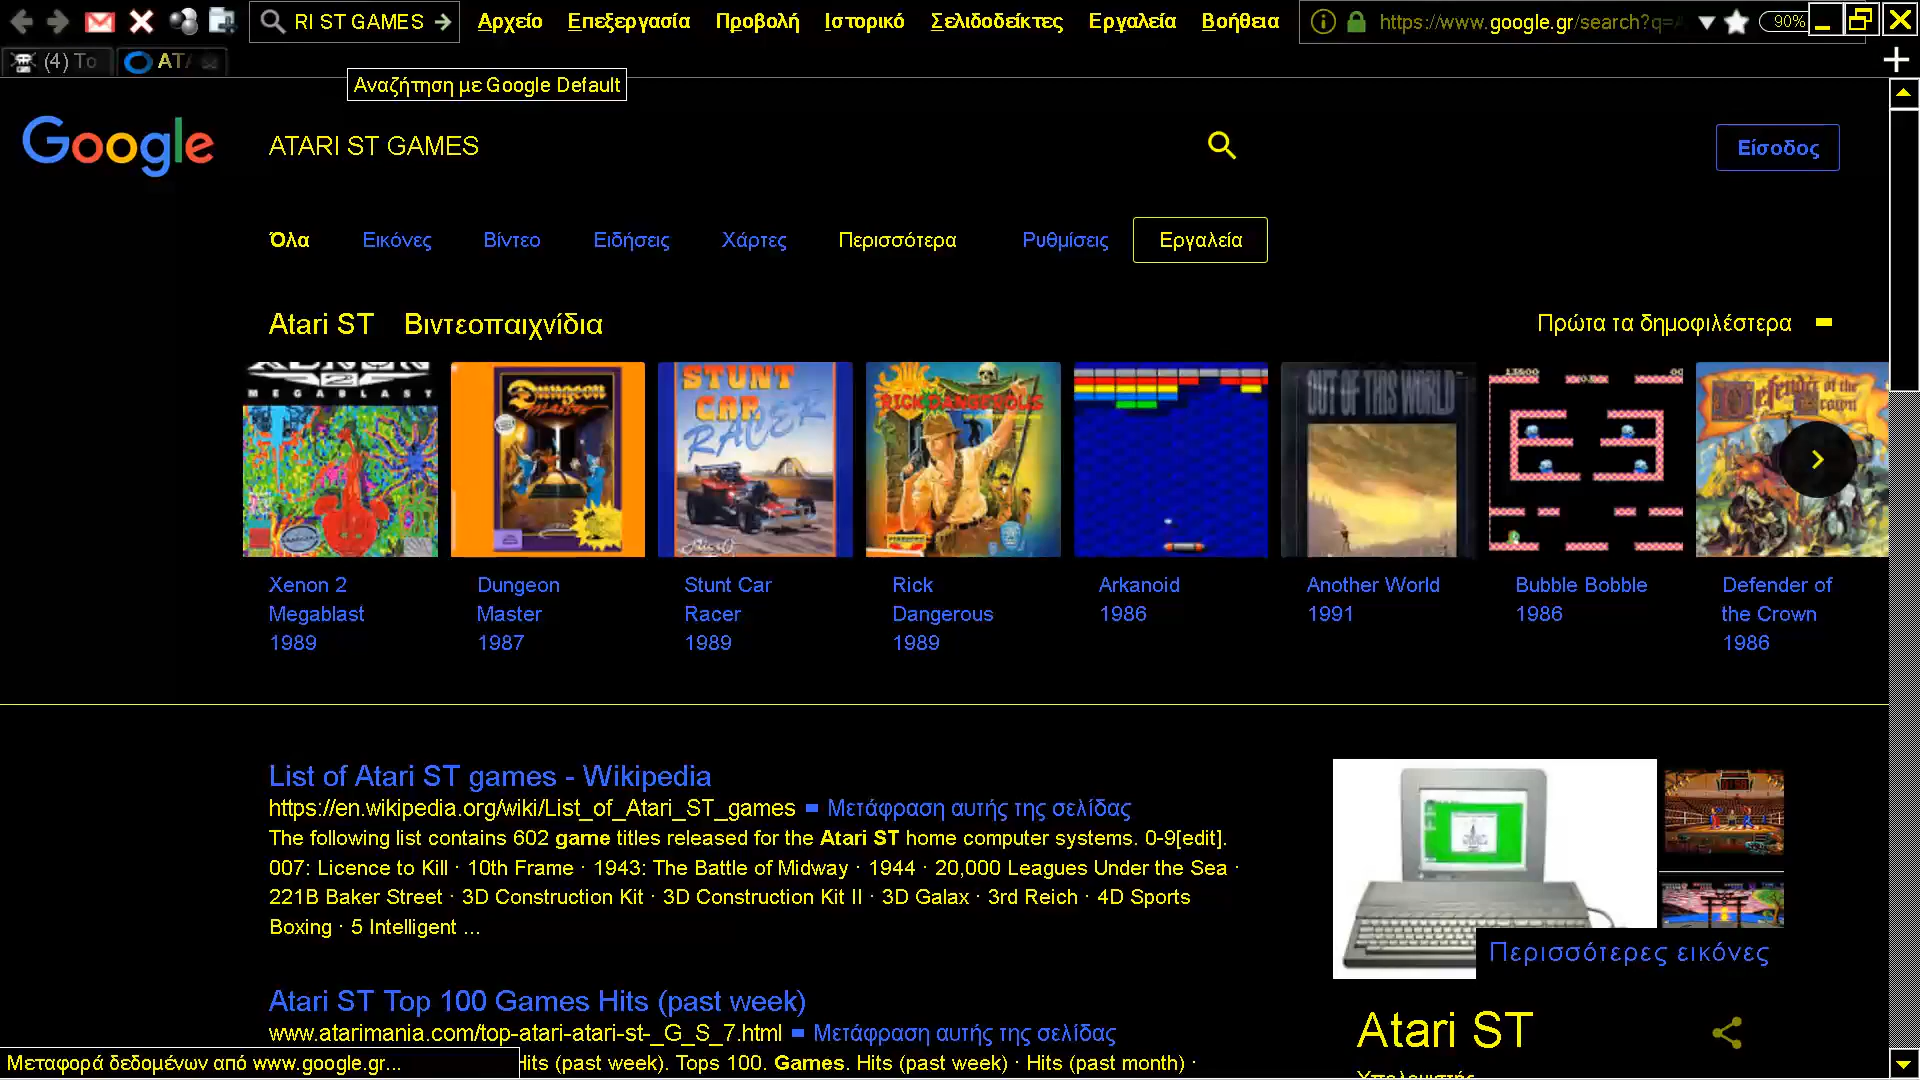 RI ST GAMES
Αρχείο Επεξεργασία Προβολή Ιστορικό Σελιδοδείκτες Εργαλεία Βοήθεια
https://www.google.gr/search?q=A
90%
(4) To
ATA
Αναζήτηση με Google Default
Google
ATARI ST GAMES
Είσοδος
Όλα Εικόνες Βίντεο Ειδήσεις Χάρτες Περισσότερα Ρυθμίσεις Εργαλεία
Atari ST Βιντεοπαιχνίδια
Πρώτα τα δημοφιλέστερα
XENON 2
MEGABLAST
Dungeon
Master
STUNT
CAR
RACER
RICK DANGEROUS
OUT OF THIS WORLD
Defender of the
Crown
Xenon 2
Megablast
1989
Dungeon
Master
1987
Stunt Car
Racer
1989
Rick
Dangerous
1989
Arkanoid
1986
Another World
1991
Bubble Bobble
1986
Defender of
the Crown
1986
List of Atari ST games - Wikipedia
https://en.wikipedia.org/wiki/List_of_Atari_ST_games Μετάφραση αυτής της σελίδας
The following list contains 602 game titles released for the Atari ST home computer systems. 0-9[edit].
007: Licence to Kill · 10th Frame · 1943: The Battle of Midway · 1944 · 20,000 Leagues Under the Sea ·
221B Baker Street · 3D Construction Kit · 3D Construction Kit II · 3D Galax · 3rd Reich · 4D Sports
Boxing · 5 Intelligent ...
Περισσότερες εικόνες
Atari ST Top 100 Games Hits (past week)
www.atarimania.com/top-atari-atari-st-_G_S_7.html Μετάφραση αυτής της σελίδας
Hits (past week). Tops 100. Games. Hits (past week) · Hits (past month) ·
Atari ST
Υπολογιστής
Μεταφορά δεδομένων από www.google.gr...